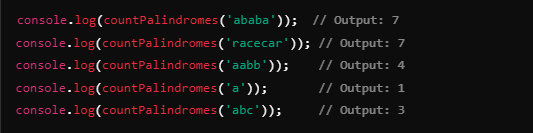 console.log(countPalindromes('ababa'));  // Output: 7
console.log(countPalindromes('racecar')); // Output: 7
console.log(countPalindromes('aabb'));    // Output: 4
console.log(countPalindromes('a'));       // Output: 1
console.log(countPalindromes('abc');      // Output: 3